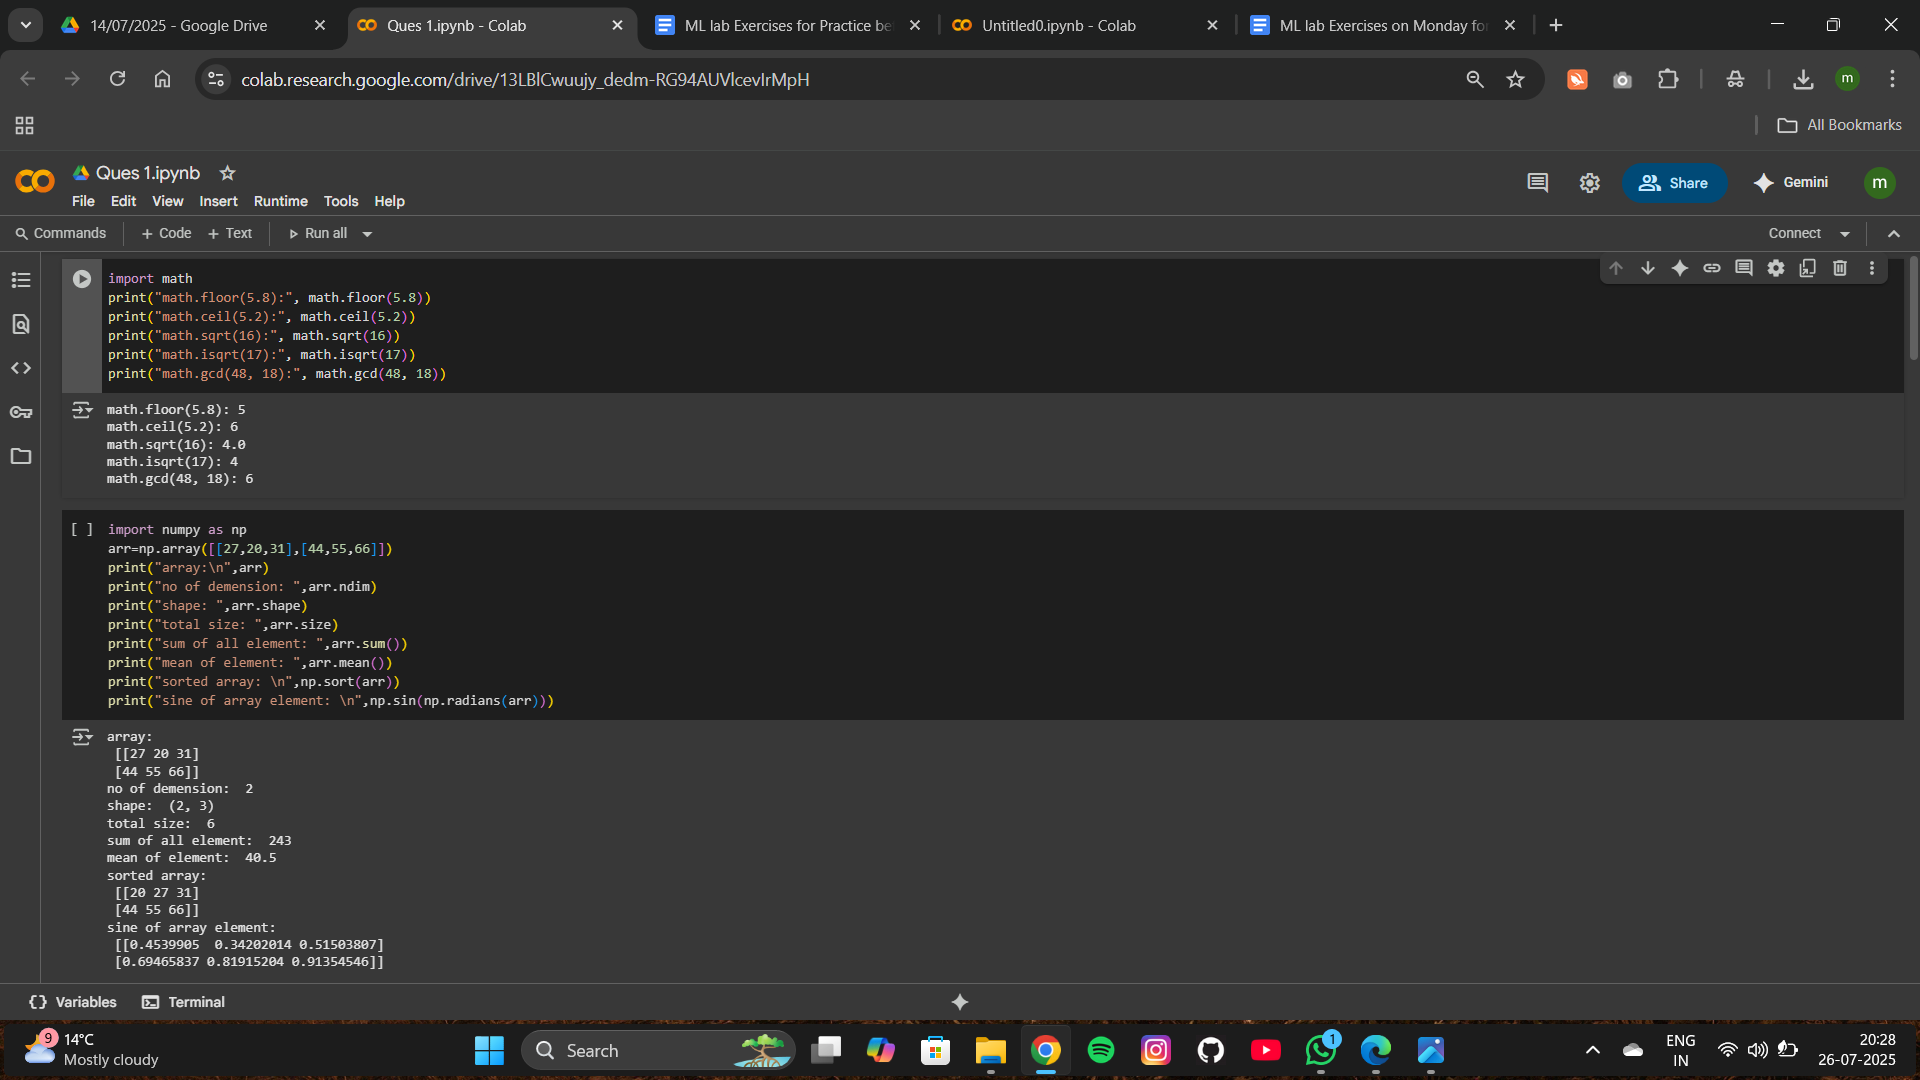 14/07/2025 - Google Drive
Ques 1.ipynb - Colab
ML lab Exercises for Practice be
Untitled0.ipynb - Colab
ML lab Exercises on Monday fo
colab.research.google.com/drive/13LBlCwuujy_dedm-RG94AUVlcevlrMpH
m
All Bookmarks
Ques 1.ipynb
File Edit View Insert Runtime Tools Help
Share
Gemini
m
Commands + Code + Text Run all
Connect
import math
print("math.floor(5.8):", math.floor(5.8))
print("math.ceil(5.2):", math.ceil(5.2))
print("math.sqrt(16):", math.sqrt(16))
print("math.isqrt(17):", math.isqrt(17))
print("math.gcd(48, 18):", math.gcd(48, 18))
math.floor(5.8): 5
math.ceil(5.2): 6
math.sqrt(16): 4.0
math.isqrt(17): 4
math.gcd(48, 18): 6
[ ] import numpy as np
arr=np.array([[27,20,31],[44,55,66]])
print("array:\n",arr)
print("no of demension: ",arr.ndim)
print("shape: ",arr.shape)
print("total size: ",arr.size)
print("sum of all element: ",arr.sum())
print("mean of element: ",arr.mean())
print("sorted array: \n",np.sort(arr))
print("sine of array element: \n",np.sin(np.radians(arr)))
array:
[[27 20 31]
[44 55 66]]
no of demension:  2
shape:  (2, 3)
total size:  6
sum of all element:  243
mean of element:  40.5
sorted array:
[[20 27 31]
[44 55 66]]
sine of array element:
[[0.4539905  0.34202014 0.51503807]
[0.69465837 0.81915204 0.91354546]]
Variables
Terminal
9
14°C
Mostly cloudy
Search
1
ENG
IN
20:28
26-07-2025